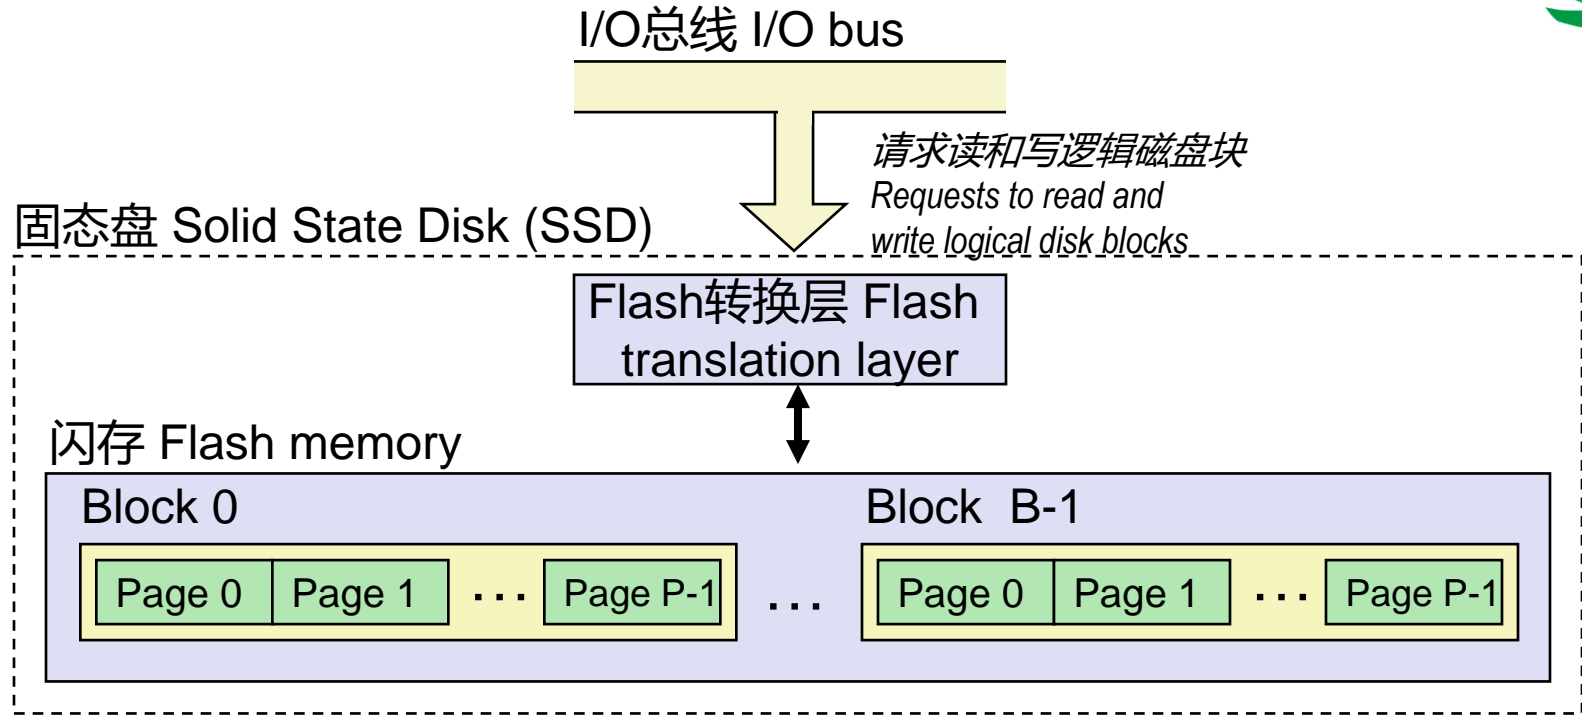 I/O总线 I/O bus
请求读和写逻辑磁盘块
Requests to read and
write logical disk blocks
固态盘 Solid State Disk (SSD)
Flash转换层 Flash
translation layer
闪存 Flash memory
Block 0
Block B-1
Page 0 Page 1 ... Page P-1 ... Page 0 Page 1 ... Page P-1